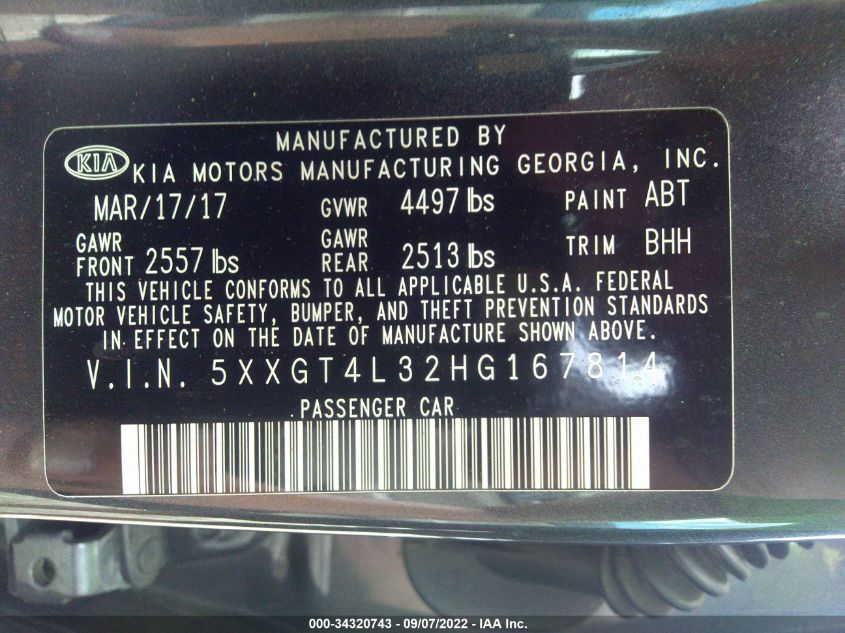 MANUFACTURED BY
KIA KIA MOTORS MANUFACTURING GEORGIA, INC.
MAR/17/17 GVWR 4497 lbs PAINT ABT
GAWR FRONT 2557 lbs GAWR REAR 2513 lbs TRIM BHH
THIS VEHICLE CONFORMS TO ALL APPLICABLE U.S.A. FEDERAL
MOTOR VEHICLE SAFETY, BUMPER, AND THEFT PREVENTION STANDARDS
IN EFFECT ON THE DATE OF MANUFACTURE SHOWN ABOVE.
V.I.N. 5XXGT4L32HG167814
PASSENGER CAR
000-34320743 - 09/07/2022 - IAA Inc.